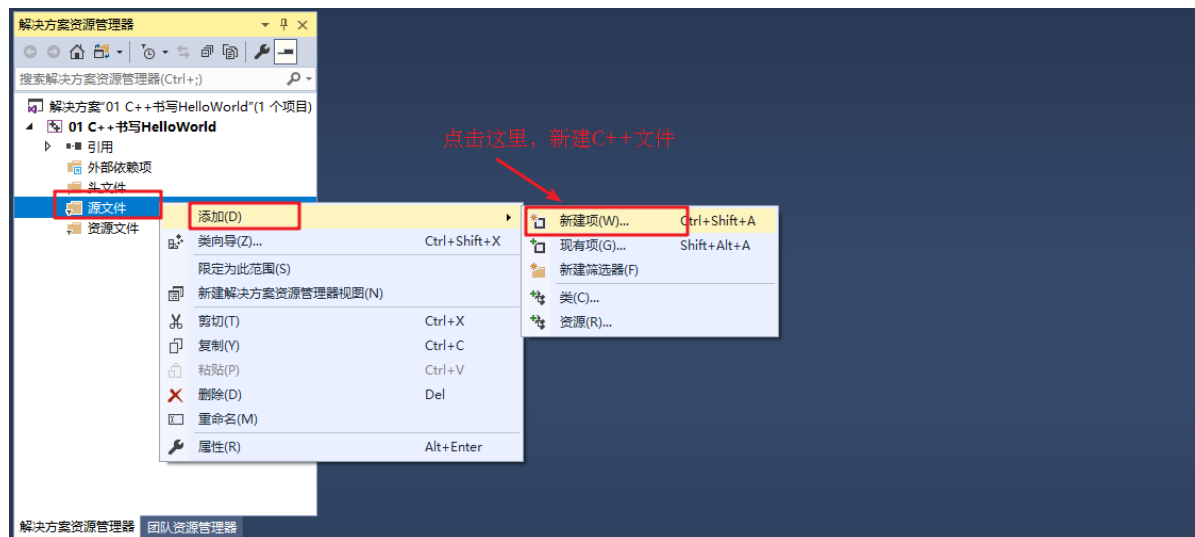 解决方案资源管理器
搜索解决方案资源管理器(Ctrl+;)
解决方案"01 C++书写HelloWorld"(1 个项目)
01 C++书写HelloWorld
引用
外部依赖项
头文件
源文件
资源文件
点击这里，新建C++文件
添加(D)
类向导(Z)... Ctrl+Shift+X
限定为此范围(S)
新建解决方案资源管理器视图(N)
剪切(T) Ctrl+X
复制(Y) Ctrl+C
粘贴(P) Ctrl+V
删除(D) Del
重命名(M)
属性(R) Alt+Enter
新建项(W)... Ctrl+Shift+A
现有项(G)... Shift+Alt+A
新建筛选器(F)
类(C)...
资源(R)...
解决方案资源管理器 团队资源管理器